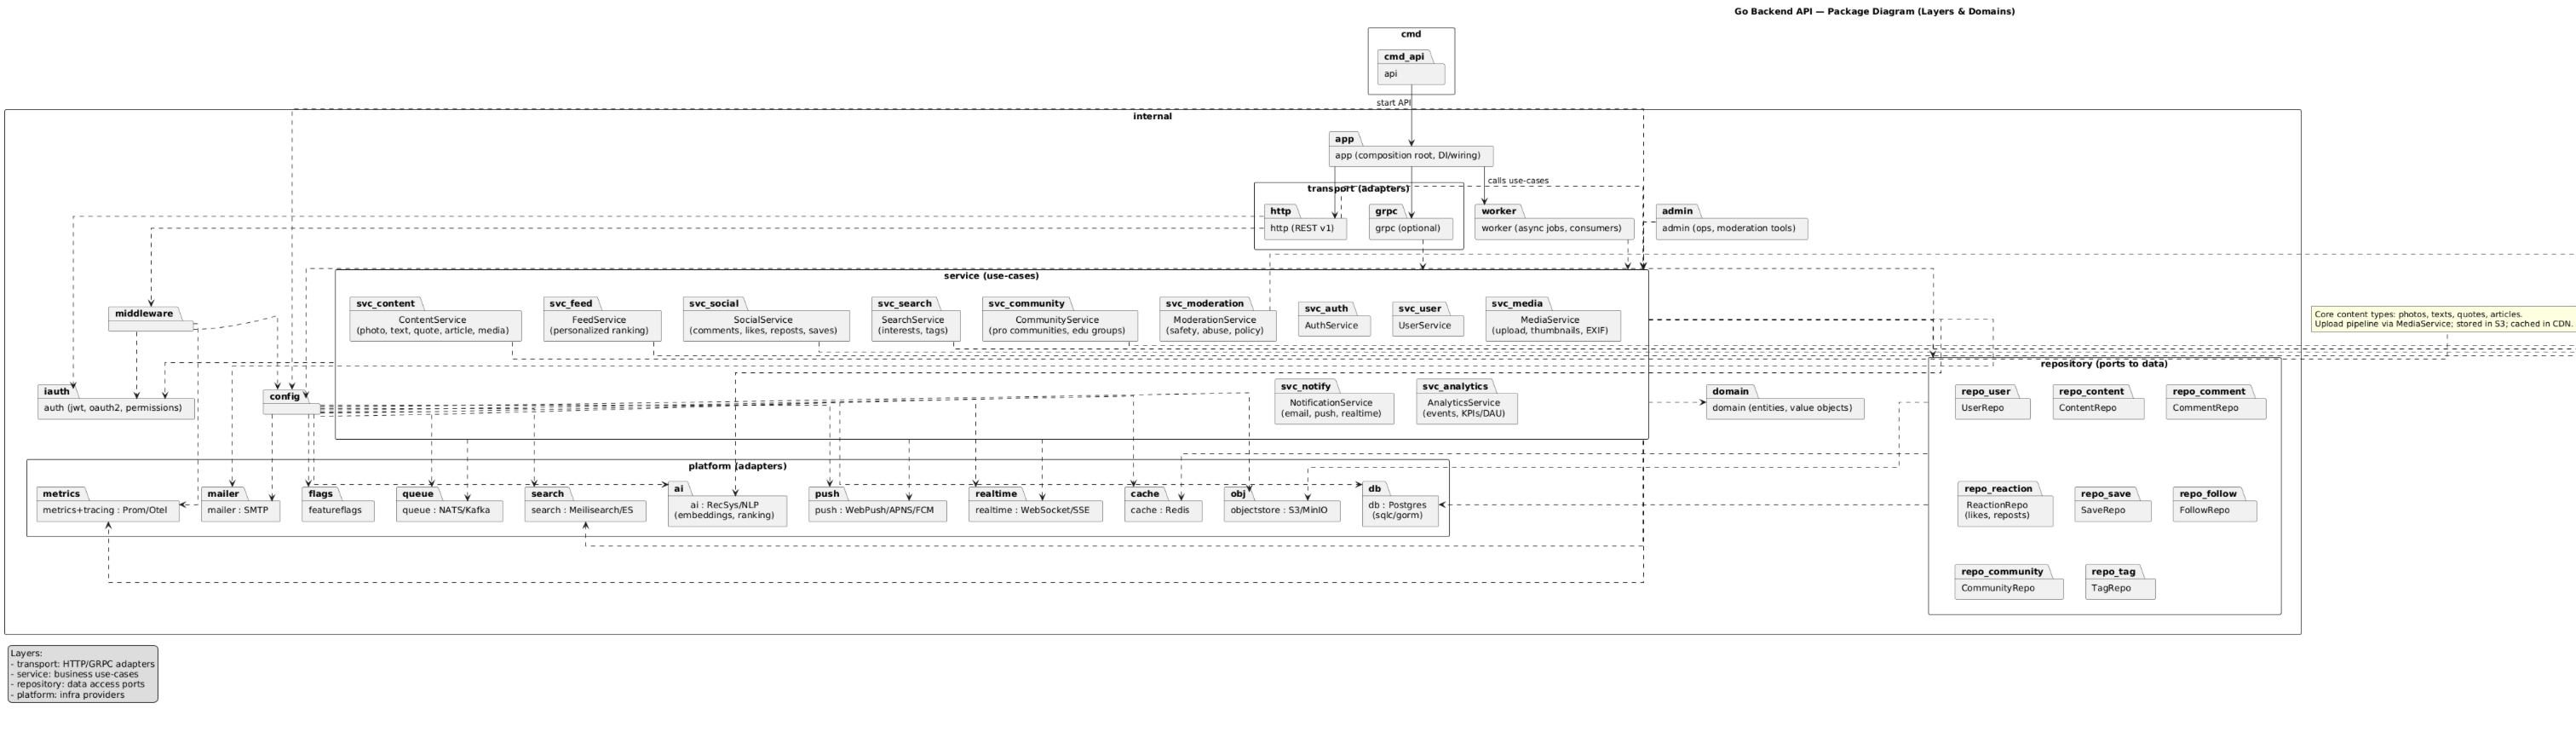 Go Backend API — Package Diagram (Layers & Domains)
cmd
cmd_api
api
start API
internal
app
app (composition root, DI/wiring)
calls use-cases
transport (adapters)
http
http (REST v1)
grpc
grpc (optional)
worker
worker (async jobs, consumers)
admin
admin (ops, moderation tools)
service (use-cases)
svc_content
ContentService
(photo, text, quote, article, media)
svc_feed
FeedService
(personalized ranking)
svc_social
SocialService
(comments, likes, reposts, saves)
svc_search
SearchService
(interests, tags)
svc_community
CommunityService
(pro communities, edu groups)
svc_moderation
ModerationService
(safety, abuse, policy)
svc_auth
AuthService
svc_user
UserService
svc_media
MediaService
(upload, thumbnails, EXIF)
middleware
Core content types: photos, texts, quotes, articles.
Upload pipeline via MediaService; stored in S3; cached in CDN.
iauth
auth (jwt, oauth2, permissions)
config
svc_notify
NotificationService
(email, push, realtime)
svc_analytics
AnalyticsService
(events, KPIs/DAU)
domain
domain (entities, value objects)
repository (ports to data)
repo_user
UserRepo
repo_content
ContentRepo
repo_comment
CommentRepo
repo_reaction
ReactionRepo
(likes, reposts)
repo_save
SaveRepo
repo_follow
FollowRepo
repo_community
CommunityRepo
repo_tag
TagRepo
platform (adapters)
metrics
metrics+tracing : Prom/Otel
mailer
mailer : SMTP
flags
featureflags
queue
queue : NATS/Kafka
search
search : Meilisearch/ES
ai
ai : RecSys/NLP
(embeddings, ranking)
push
push : WebPush/APNS/FCM
realtime
realtime : WebSocket/SSE
cache
cache : Redis
obj
objectstore : S3/MinIO
db
db : Postgres
(sqlc/gorm)
Layers:
- transport: HTTP/GRPC adapters
- service: business use-cases
- repository: data access ports
- platform: infra providers